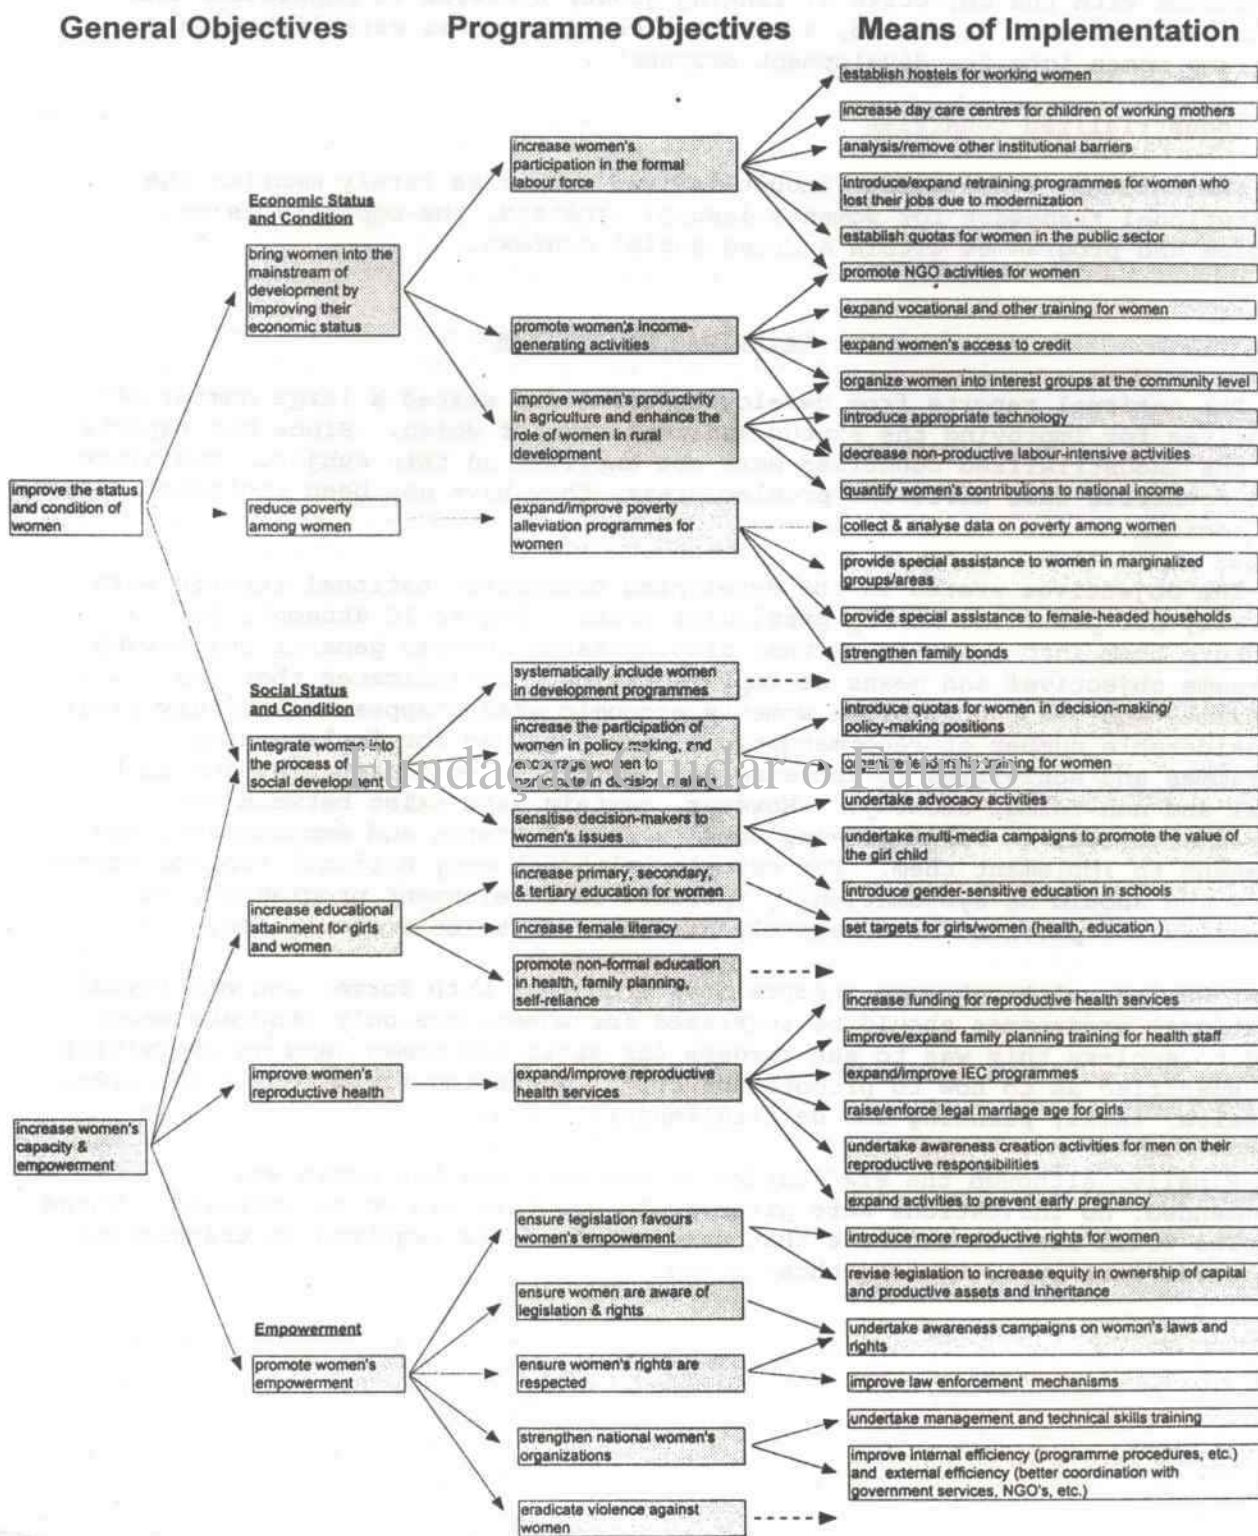 General Objectives
Programme Objectives
Means of Implementation
improve the status
and condition of
women
increase women's
capacity &
empowerment
Economic Status
and Condition
bring women into the
mainstream of
development by
improving their
economic status
reduce poverty
among women
Social Status
and Condition
integrate women into
the process of
social development
increase educational
attainment for girls
and women
improve women's
reproductive health
Empowerment
promote women's
empowerment
increase women's
participation in the formal
labour force
promote women's income-
generating activities
improve women's productivity
in agriculture and enhance the
role of women in rural
development
expand/improve poverty
alleviation programmes for
women
systematically include women
in development programmes
increase the participation of
women in policy making, and
encourage women to
participate in decision making
sensitise decision-makers to
women's issues
increase primary, secondary,
& tertiary education for women
increase female literacy
promote non-formal education
in health, family planning,
self-reliance
expand/improve reproductive
health services
ensure legislation favours
women's empowerment
ensure women are aware of
legislation & rights
ensure women's rights are
respected
strengthen national women's
organizations
eradicate violence against
women
establish hostels for working women
increase day care centres for children of working mothers
analysis/remove other institutional barriers
introduce/expand retraining programmes for women who
lost their jobs due to modernization
establish quotas for women in the public sector
promote NGO activities for women
expand vocational and other training for women
expand women's access to credit
organize women into interest groups at the community level
introduce appropriate technology
decrease non-productive labour-intensive activities
quantify women's contributions to national income
collect & analyse data on poverty among women
provide special assistance to women in marginalized
groups/areas
provide special assistance to female-headed households
strengthen family bonds
introduce quotas for women in decision-making/
policy-making positions
organize leadership training for women
undertake advocacy activities
undertake multi-media campaigns to promote the value of
the girl child
introduce gender-sensitive education in schools
set targets for girls/women (health, education )
increase funding for reproductive health services
improve/expand family planning training for health staff
expand/improve IEC programmes
raise/enforce legal marriage age for girls
undertake awareness creation activities for men on their
reproductive responsibilities
expand activities to prevent early pregnancy
introduce more reproductive rights for women
revise legislation to increase equity in ownership of capital
and productive assets and inheritance
undertake awareness campaigns on women's laws and
rights
improve law enforcement mechanisms
undertake management and technical skills training
improve internal efficiency (programme procedures, etc.)
and external efficiency (better coordination with
government services, NGO's, etc.)
Fundação Cuidar o Futuro